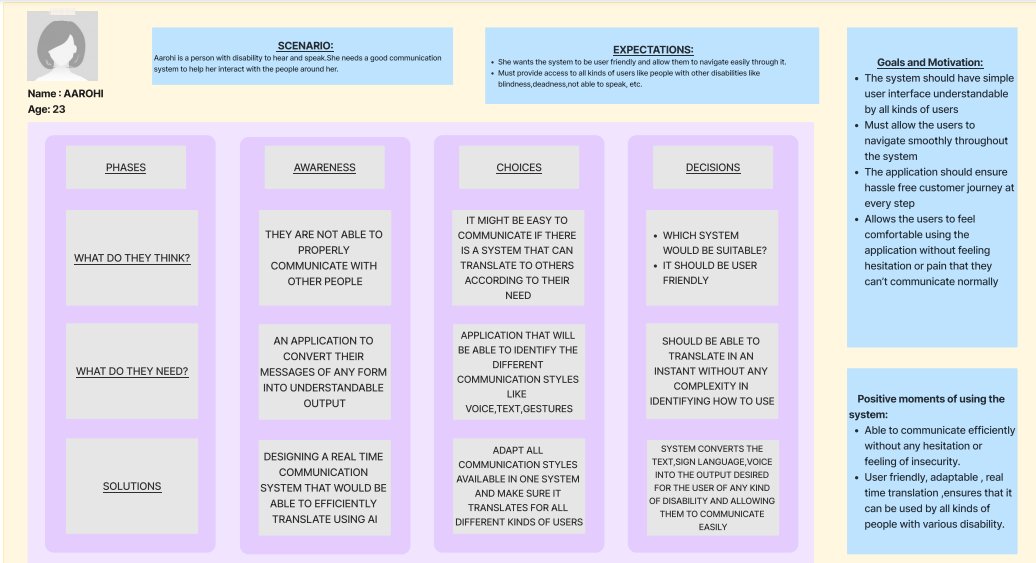 Name : AAROHI
Age: 23
SCENARIO:
Aarohi is a person with disability to hear and speak.She needs a good communication
system to help her interact with the people around her.
EXPECTATIONS:
• She wants the system to be user friendly and allow them to navigate easily through it.
• Must provide access to all kinds of users like people with other disabilities like
blindness,deadness,not able to speak, etc.
PHASES
AWARENESS
CHOICES
DECISIONS
WHAT DO THEY THINK?
THEY ARE NOT ABLE TO
PROPERLY
COMMUNICATE WITH
OTHER PEOPLE
IT MIGHT BE EASY TO
COMMUNICATE IF THERE
IS A SYSTEM THAT CAN
TRANSLATE TO OTHERS
ACCORDING TO THEIR
NEED
• WHICH SYSTEM
WOULD BE SUITABLE?
• IT SHOULD BE USER
FRIENDLY
WHAT DO THEY NEED?
AN APPLICATION TO
CONVERT THEIR
MESSAGES OF ANY FORM
INTO UNDERSTANDABLE
OUTPUT
APPLICATION THAT WILL
BE ABLE TO IDENTIFY THE
DIFFERENT
COMMUNICATION STYLES
LIKE
VOICE,TEXT,GESTURES
SHOULD BE ABLE TO
TRANSLATE IN AN
INSTANT WITHOUT ANY
COMPLEXITY IN
IDENTIFYING HOW TO USE
SOLUTIONS
DESIGNING A REAL TIME
COMMUNICATION
SYSTEM THAT WOULD BE
ABLE TO EFFICIENTLY
TRANSLATE USING AI
ADAPT ALL
COMMUNICATION STYLES
AVAILABLE IN ONE SYSTEM
AND MAKE SURE IT
TRANSLATES FOR ALL
DIFFERENT KINDS OF USERS
SYSTEM CONVERTS THE
TEXT,SIGN LANGUAGE,VOICE
INTO THE OUTPUT DESIRED
FOR THE USER OF ANY KIND
OF DISABILITY AND ALLOWING
THEM TO COMMUNICATE
EASILY
Goals and Motivation:
• The system should have simple
user interface understandable
by all kinds of users
• Must allow the users to
navigate smoothly throughout
the system
• The application should ensure
hassle free customer journey at
every step
• Allows the users to feel
comfortable using the
application without feeling
hesitation or pain that they
can't communicate normally
Positive moments of using the
system:
• Able to communicate efficiently
without any hesitation or
feeling of insecurity.
• User friendly, adaptable , real
time translation ,ensures that it
can be used by all kinds of
people with various disability.